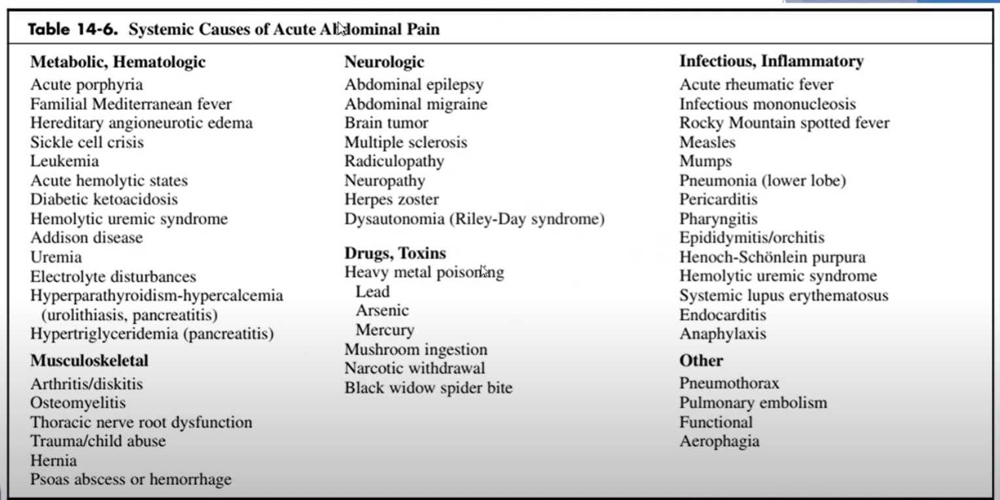 Table 14-6. Systemic Causes of Acute Abdominal Pain
Metabolic, Hematologic
Acute porphyria
Familial Mediterranean fever
Hereditary angioneurotic edema
Sickle cell crisis
Leukemia
Acute hemolytic states
Diabetic ketoacidosis
Hemolytic uremic syndrome
Addison disease
Uremia
Electrolyte disturbances
Hyperparathyroidism-hypercalcemia
(urolithiasis, pancreatitis)
Hypertriglyceridemia (pancreatitis)
Musculoskeletal
Arthritis/diskitis
Osteomyelitis
Thoracic nerve root dysfunction
Trauma/child abuse
Hernia
Psoas abscess or hemorrhage
Neurologic
Abdominal epilepsy
Abdominal migraine
Brain tumor
Multiple sclerosis
Radiculopathy
Neuropathy
Herpes zoster
Dysautonomia (Riley-Day syndrome)
Drugs, Toxins
Heavy metal poisoning
Lead
Arsenic
Mercury
Mushroom ingestion
Narcotic withdrawal
Black widow spider bite
Infectious, Inflammatory
Acute rheumatic fever
Infectious mononucleosis
Rocky Mountain spotted fever
Measles
Mumps
Pneumonia (lower lobe)
Pericarditis
Pharyngitis
Epididymitis/orchitis
Henoch-Schönlein purpura
Hemolytic uremic syndrome
Systemic lupus erythematosus
Endocarditis
Anaphylaxis
Other
Pneumothorax
Pulmonary embolism
Functional
Aerophagia